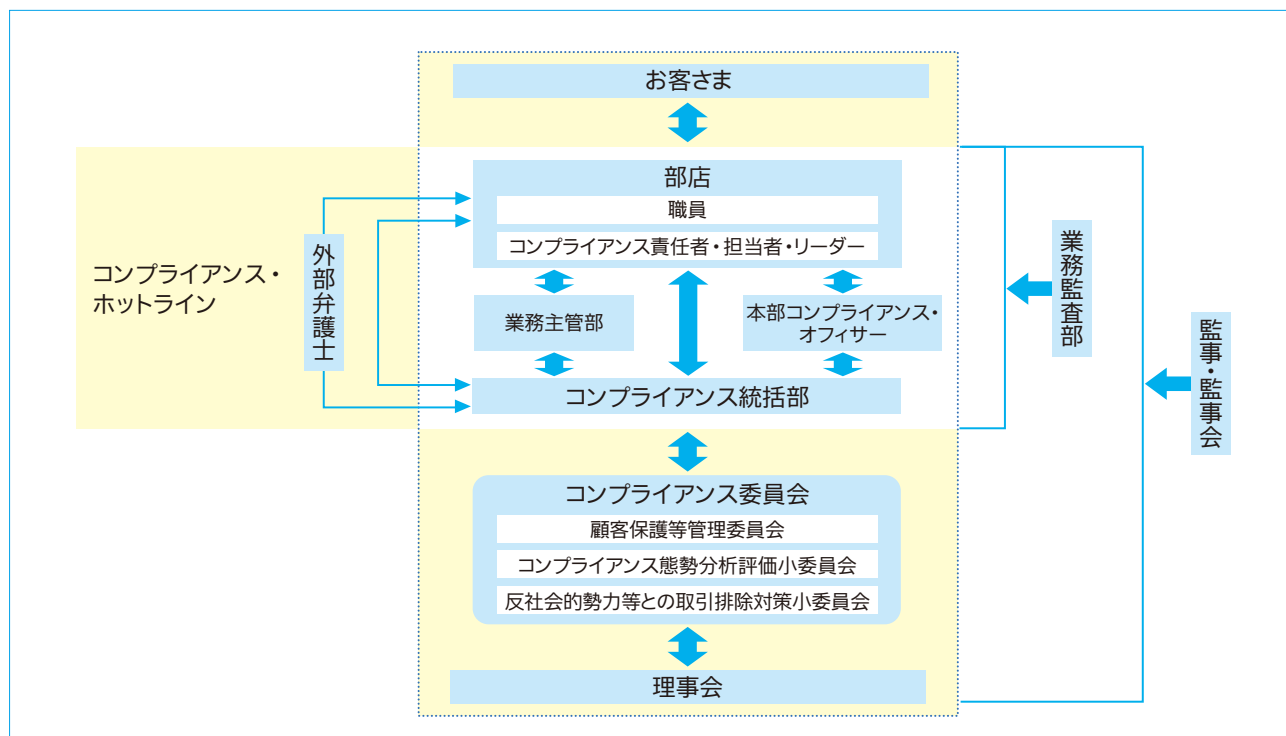 お客さま
部店
職員
コンプライアンス責任者・担当者・リーダー
コンプライアンス・
ホットライン
外部弁護士
業務主管部
本部コンプライアンス・
オフィサー
コンプライアンス統括部
業務監査部
監事・監事会
コンプライアンス委員会
顧客保護等管理委員会
コンプライアンス態勢分析評価小委員会
反社会的勢力等との取引排除対策小委員会
理事会